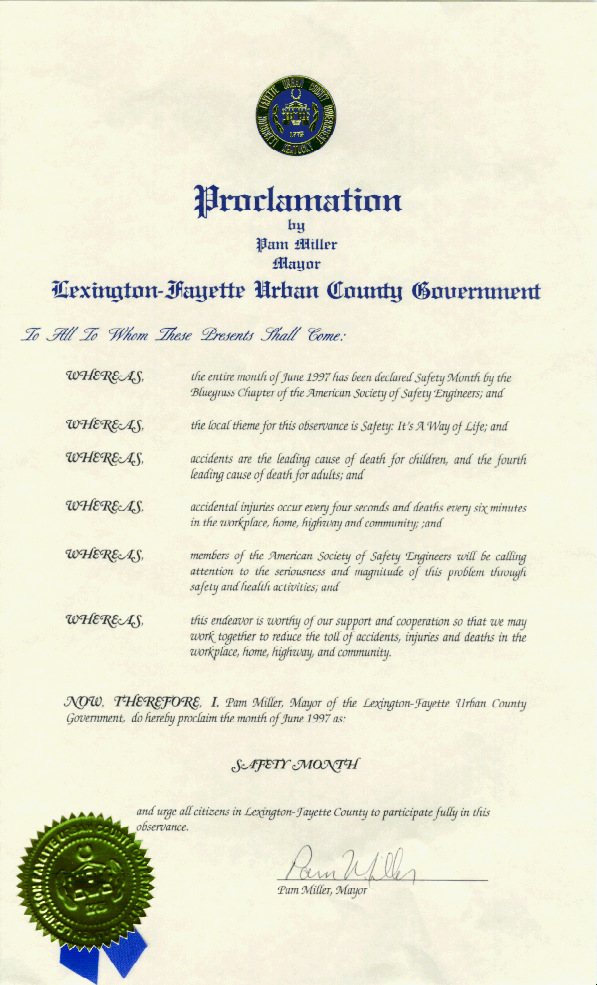 FAYETTE URBAN COUNTY GOVERNMENT
LEXINGTON KENTUCKY
Proclamation
by
Pam Miller
Mayor
Lexington-Fayette Urban County Government
To All To Whom These Presents Shall Come:
WHEREAS, the entire month of June 1997 has been declared Safety Month by the
Bluegrass Chapter of the American Society of Safety Engineers; and
WHEREAS, the local theme for this observance is Safety: It's A Way of Life; and
WHEREAS, accidents are the leading cause of death for children, and the fourth
leading cause of death for adults; and
WHEREAS, accidental injuries occur every four seconds and deaths every six minutes
in the workplace, home, highway and community; ;and
WHEREAS, members of the American Society of Safety Engineers will be calling
attention to the seriousness and magnitude of this problem through
safety and health activities; and
WHEREAS, this endeavor is worthy of our support and cooperation so that we may
work together to reduce the toll of accidents, injuries and deaths in the
workplace, home, highway, and community.
NOW, THEREFORE, I, Pam Miller, Mayor of the Lexington-Fayette Urban County
Government, do hereby proclaim the month of June 1997 as:
SAFETY MONTH
and urge all citizens in Lexington-Fayette County to participate fully in this
observance.
Pam Miller
Pam Miller, Mayor